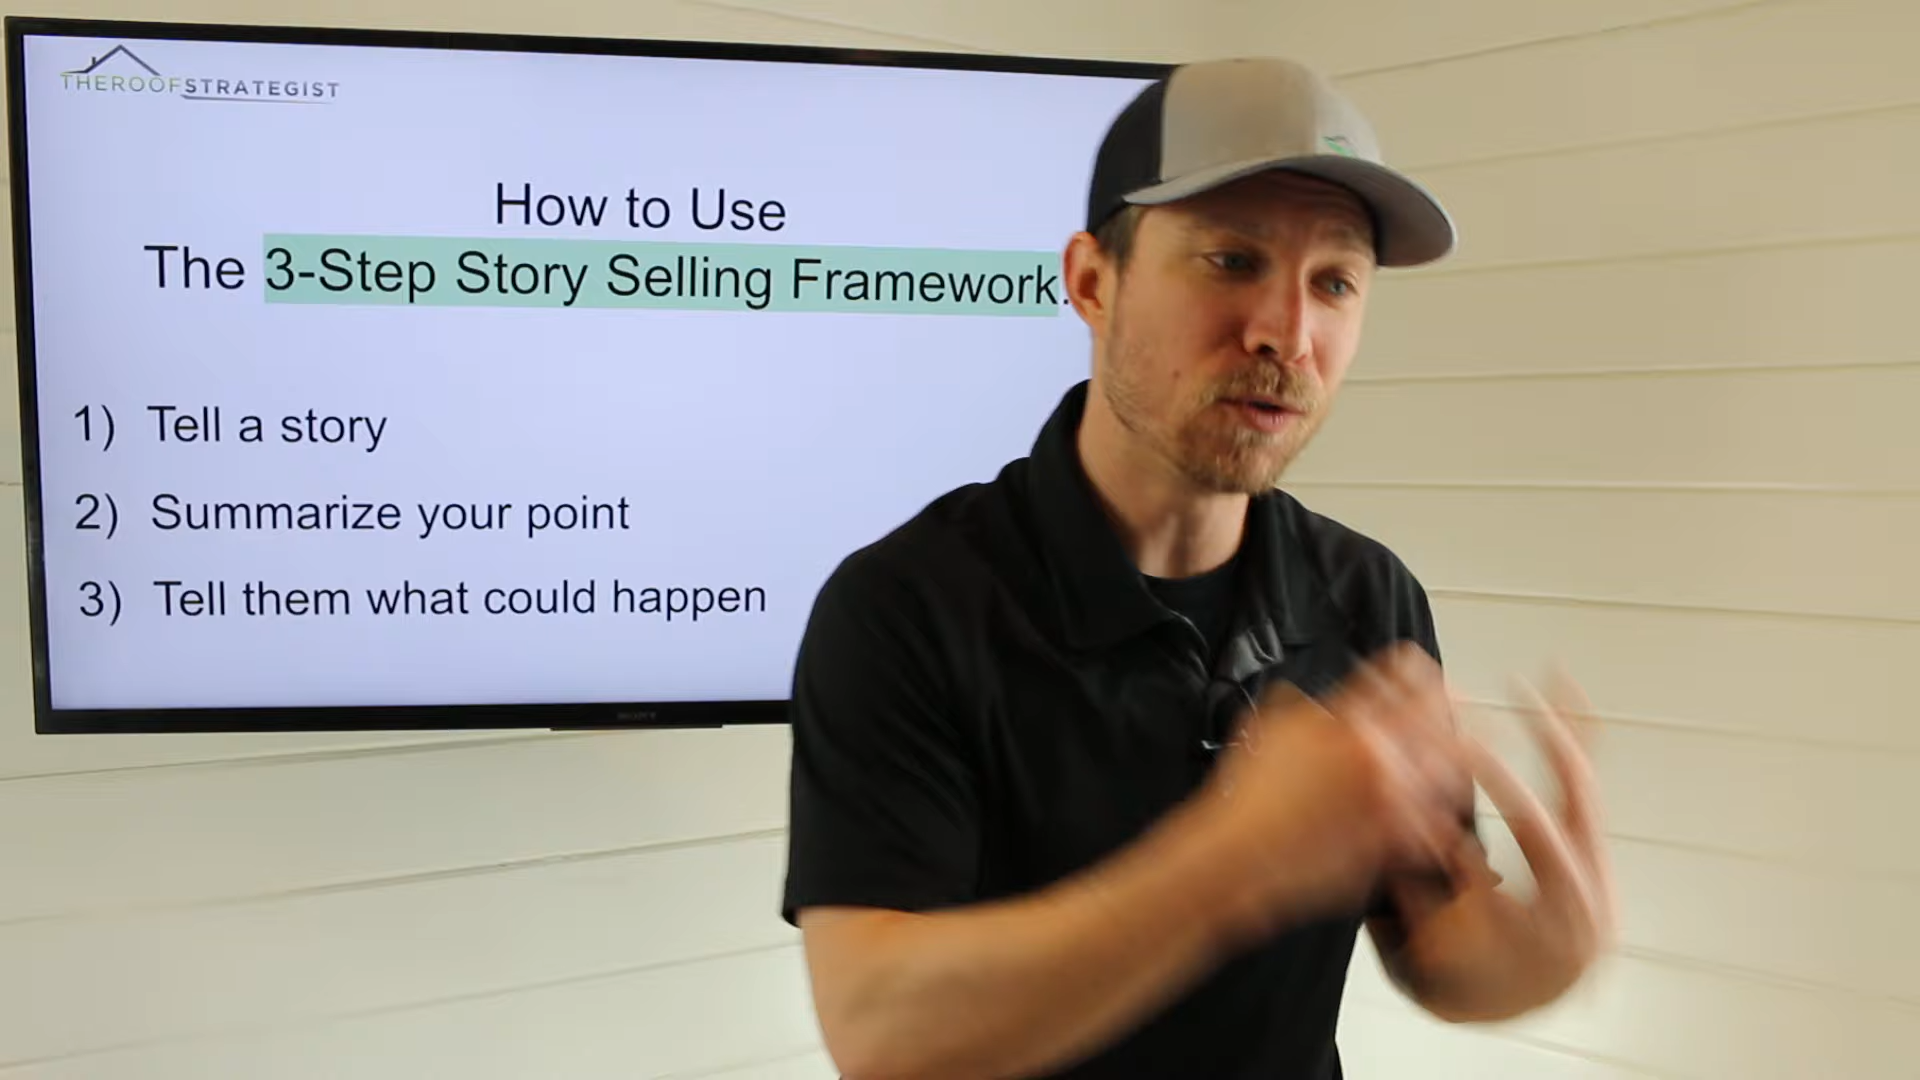 THEROOFSTRATEGIST
How to Use
The 3-Step Story Selling Framework.
1) Tell a story
2) Summarize your point
3) Tell them what could happen
SONY